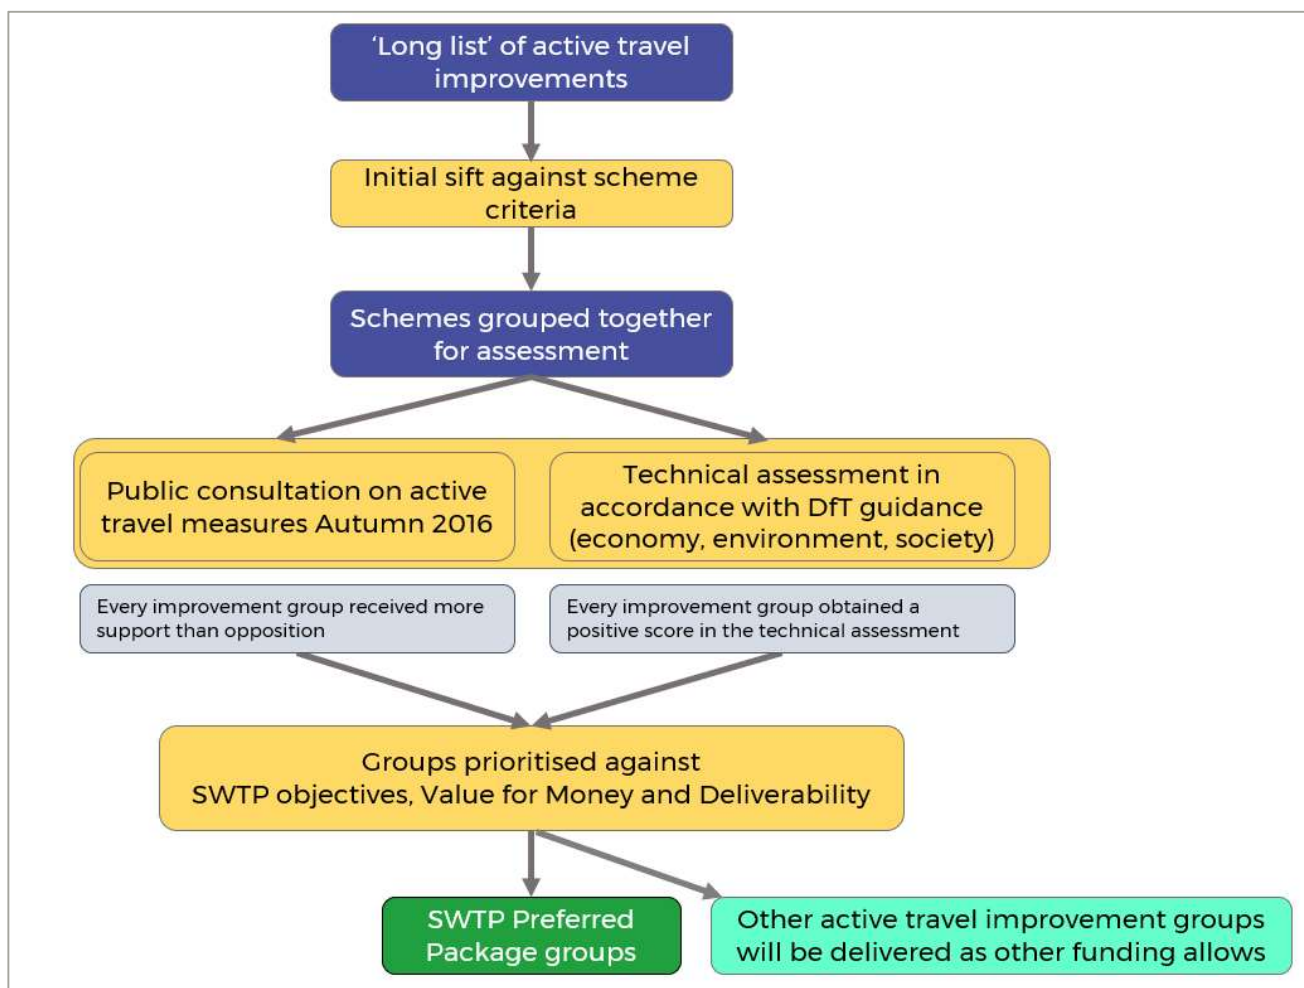 ‘Long list’ of active travel
improvements
Initial sift against scheme
criteria
Schemes grouped together
for assessment
Public consultation on active
travel measures Autumn 2016
Technical assessment in
accordance with DfT guidance
(economy, environment, society)
Every improvement group received more
support than opposition
Every improvement group obtained a
positive score in the technical assessment
Groups prioritised against
SWTP objectives, Value for Money and Deliverability
SWTP Preferred
Package groups
Other active travel improvement groups
will be delivered as other funding allows